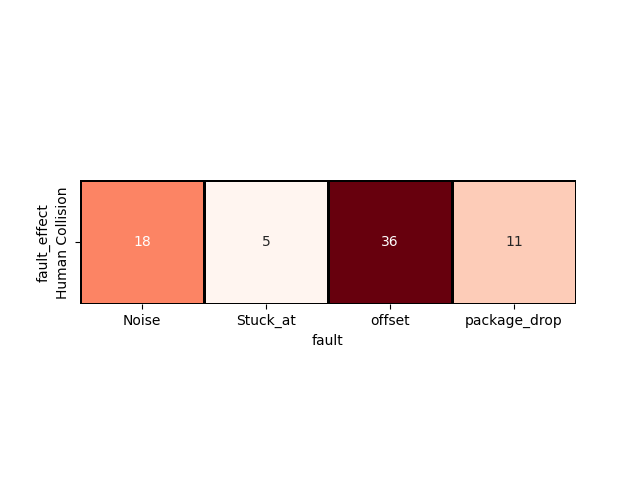 fault_effect
Human Collision
18 5 36 11
Noise Stuck_at offset package_drop
fault